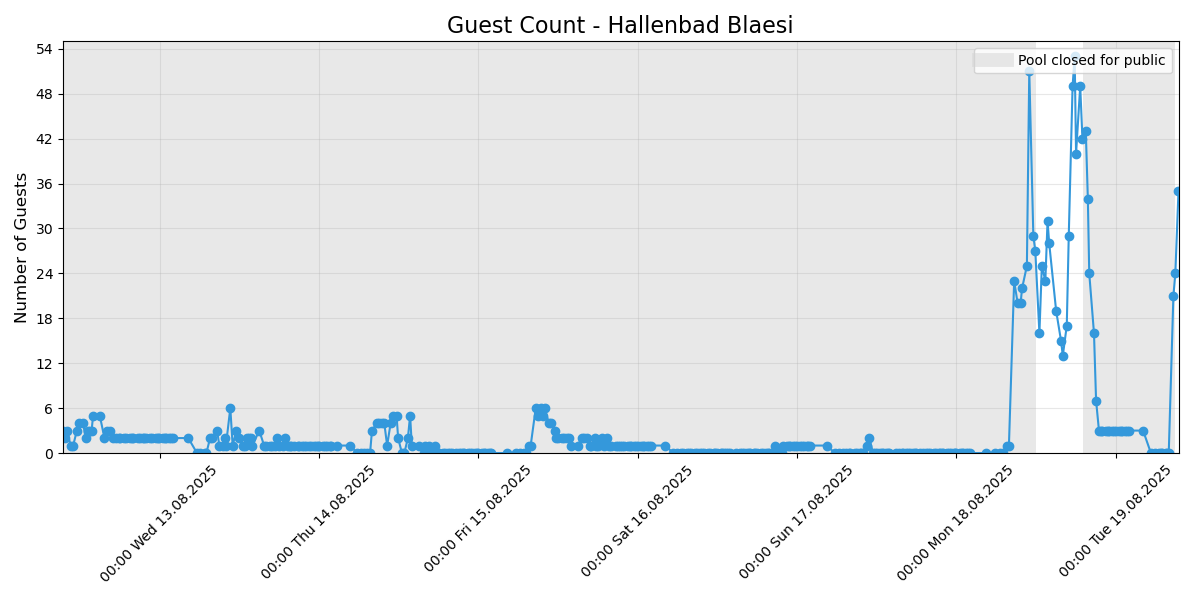 Guest Count - Hallenbad Blaesi
Pool closed for public
Number of Guests
54
48
42
36
30
24
18
12
6
0
00:00 Wed 13.08.2025
00:00 Thu 14.08.2025
00:00 Fri 15.08.2025
00:00 Sat 16.08.2025
00:00 Sun 17.08.2025
00:00 Mon 18.08.2025
00:00 Tue 19.08.2025